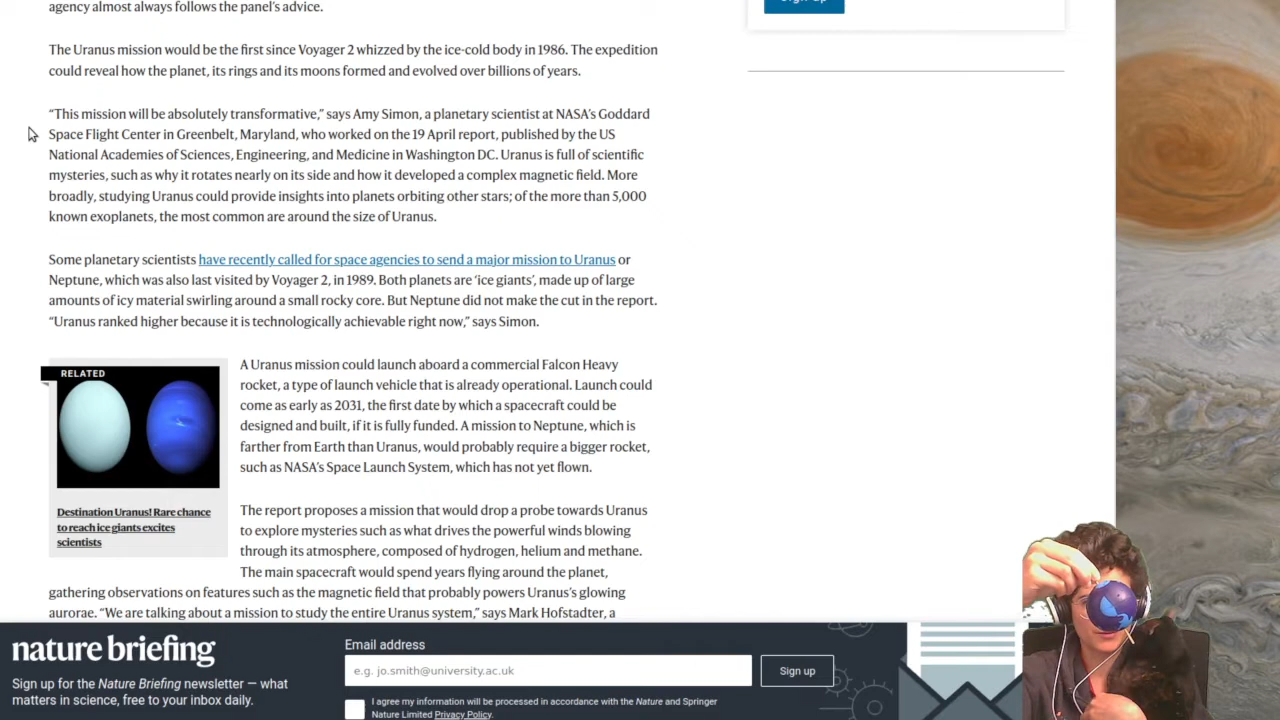 agency almost always follows the panel's advice.
The Uranus mission would be the first since Voyager 2 whizzed by the ice-cold body in 1986. The expedition
could reveal how the planet, its rings and its moons formed and evolved over billions of years.
“This mission will be absolutely transformative,” says Amy Simon, a planetary scientist at NASA’s Goddard
Space Flight Center in Greenbelt, Maryland, who worked on the 19 April report, published by the US
National Academies of Sciences, Engineering, and Medicine in Washington DC. Uranus is full of scientific
mysteries, such as why it rotates nearly on its side and how it developed a complex magnetic field. More
broadly, studying Uranus could provide insights into planets orbiting other stars; of the more than 5,000
known exoplanets, the most common are around the size of Uranus.
Some planetary scientists have recently called for space agencies to send a major mission to Uranus or
Neptune, which was also last visited by Voyager 2, in 1989. Both planets are ‘ice giants’, made up of large
amounts of icy material swirling around a small rocky core. But Neptune did not make the cut in the report.
“Uranus ranked higher because it is technologically achievable right now,” says Simon.
RELATED
Destination Uranus! Rare chance
to reach ice giants excites
scientists
A Uranus mission could launch aboard a commercial Falcon Heavy
rocket, a type of launch vehicle that is already operational. Launch could
come as early as 2031, the first date by which a spacecraft could be
designed and built, if it is fully funded. A mission to Neptune, which is
farther from Earth than Uranus, would probably require a bigger rocket,
such as NASA’s Space Launch System, which has not yet flown.
The report proposes a mission that would drop a probe towards Uranus
to explore mysteries such as what drives the powerful winds blowing
through its atmosphere, composed of hydrogen, helium and methane.
The main spacecraft would spend years flying around the planet,
gathering observations on features such as the magnetic field that probably powers Uranus’s glowing
aurorae. “We are talking about a mission to study the entire Uranus system,” says Mark Hofstadter, a
nature briefing
Sign up for the Nature Briefing newsletter — what
matters in science, free to your inbox daily.
Email address
e.g. jo.smith@university.ac.uk
Sign up
I agree my information will be processed in accordance with the Nature and Springer
Nature Limited Privacy Policy.